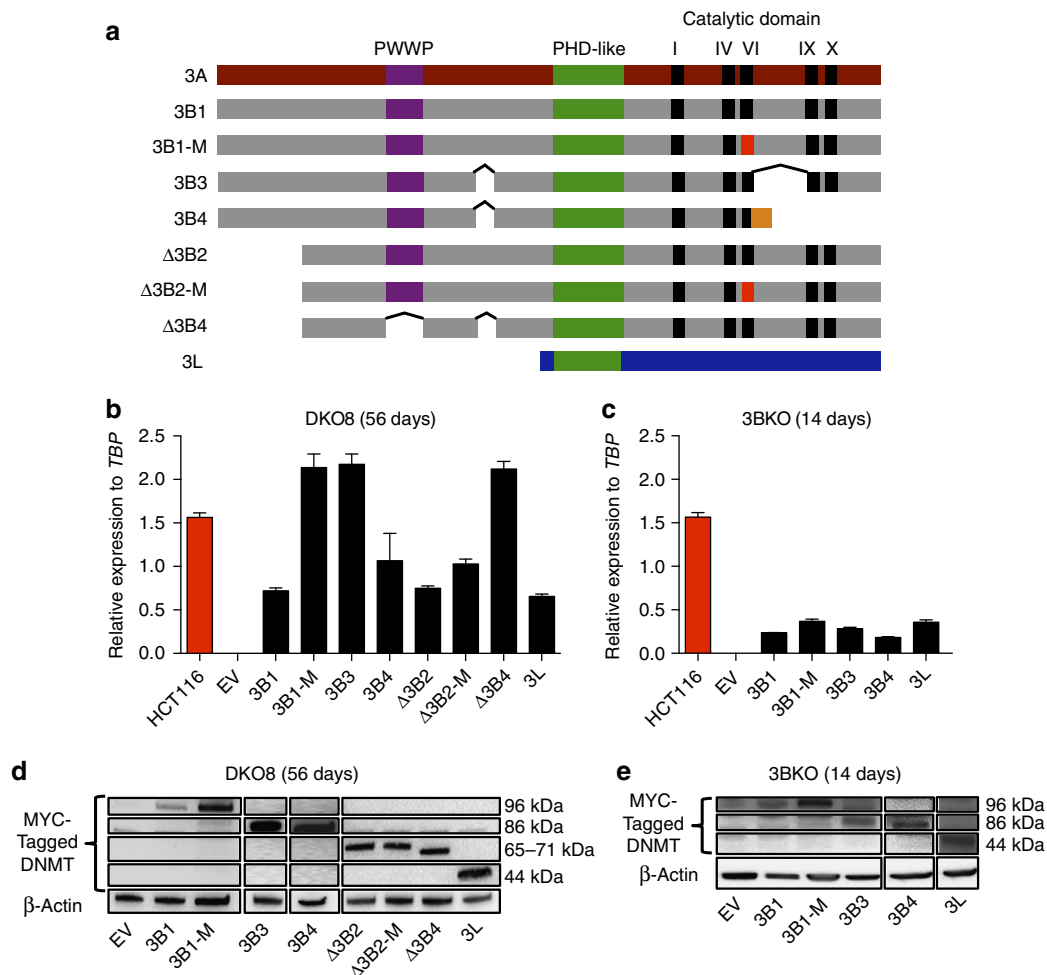 a
Catalytic domain
PWWP PHD-like I IV VI IX X
3A
3B1
3B1-M
3B3
3B4
Δ3B2
Δ3B2-M
Δ3B4
3L
b
DKO8 (56 days)
Relative expression to TBP
2.5
2.0
1.5
1.0
0.5
0.0
HCT116 EV 3B1 3B1-M 3B3 3B4 Δ3B2 Δ3B2-M Δ3B4 3L
c
3BKO (14 days)
Relative expression to TBP
2.5
2.0
1.5
1.0
0.5
0.0
HCT116 EV 3B1 3B1-M 3B3 3B4 3L
d
DKO8 (56 days)
MYC-
Tagged
DNMT
96 kDa
86 kDa
65–71 kDa
44 kDa
β-Actin
EV 3B1 3B1-M 3B3 3B4 Δ3B2 Δ3B2-M Δ3B4 3L
e
3BKO (14 days)
MYC-
Tagged
DNMT
96 kDa
86 kDa
44 kDa
β-Actin
EV 3B1 3B1-M 3B3 3B4 3L